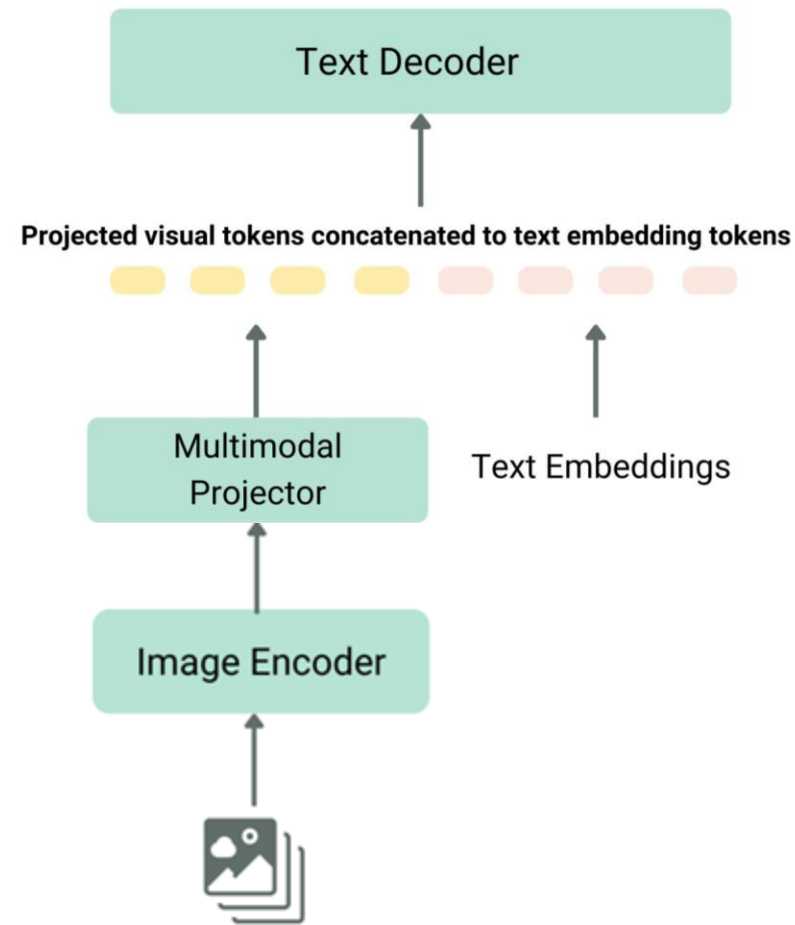 Text Decoder
Projected visual tokens concatenated to text embedding tokens
Multimodal
Projector
Text Embeddings
Image Encoder